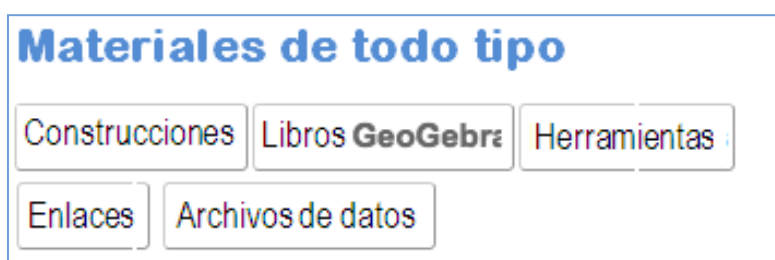 Materiales de todo tipo
Construcciones Libros GeoGebra Herramientas
Enlaces Archivos de datos